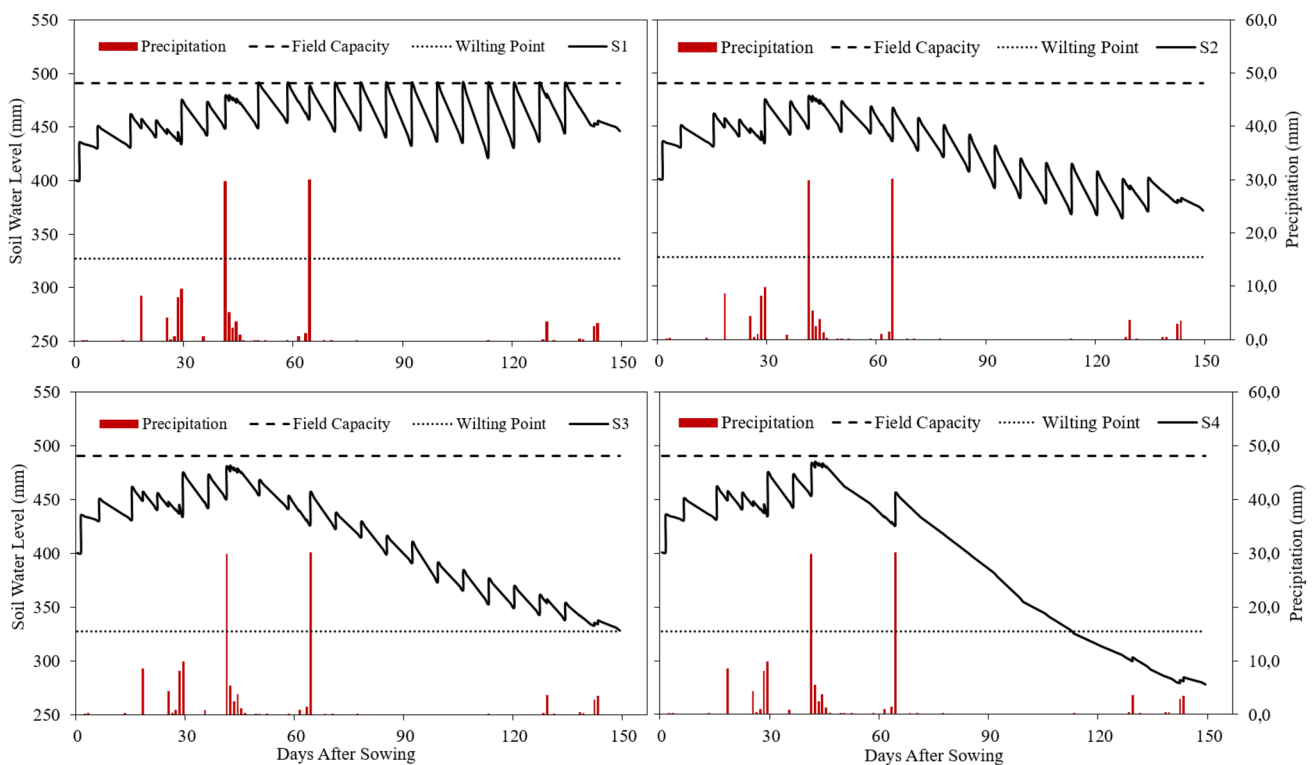 550
500
450
400
350
300
250
Soil Water Level (mm)
Precipitation
Field Capacity
Wilting Point
S1
0
30
60
90
120
150
Precipitation
Field Capacity
Wilting Point
S2
60,0
50,0
40,0
30,0
20,0
10,0
0,0
Precipitation (mm)
0
30
60
90
120
150
550
500
450
400
350
300
250
Soil Water Level (mm)
Precipitation
Field Capacity
Wilting Point
S3
0
30
60
90
120
150
Days After Sowing
Precipitation
Field Capacity
Wilting Point
S4
60,0
50,0
40,0
30,0
20,0
10,0
0,0
Precipitation (mm)
0
30
60
90
120
150
Days After Sowing